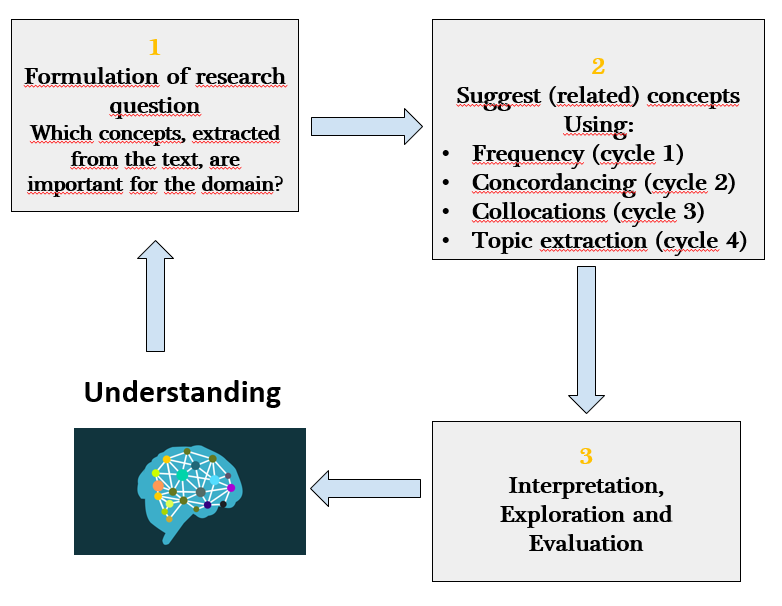 1
Formulation of research
question
Which concepts, extracted
from the text, are
important for the domain?
2
Suggest (related) concepts
Using:
• Frequency (cycle 1)
• Concordancing (cycle 2)
• Collocations (cycle 3)
• Topic extraction (cycle 4)
3
Interpretation,
Exploration and
Evaluation
Understanding